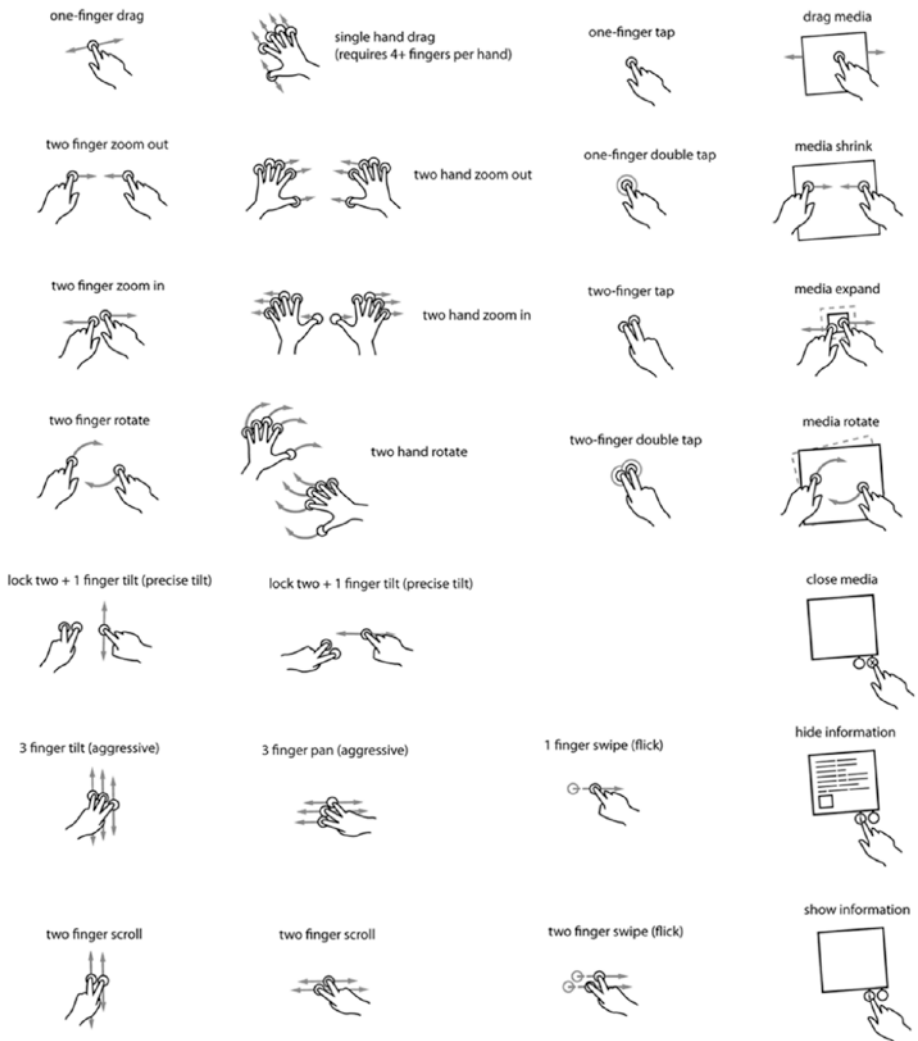 one-finger drag
single hand drag
(requires 4+ fingers per hand)
one-finger tap
drag media
two finger zoom out
two hand zoom out
one-finger double tap
media shrink
two finger zoom in
two hand zoom in
two-finger tap
media expand
two finger rotate
two hand rotate
two-finger double tap
media rotate
lock two + 1 finger tilt (precise tilt)
lock two + 1 finger tilt (precise tilt)
close media
3 finger tilt (aggressive)
3 finger pan (aggressive)
1 finger swipe (flick)
hide information
two finger scroll
two finger scroll
two finger swipe (flick)
show information